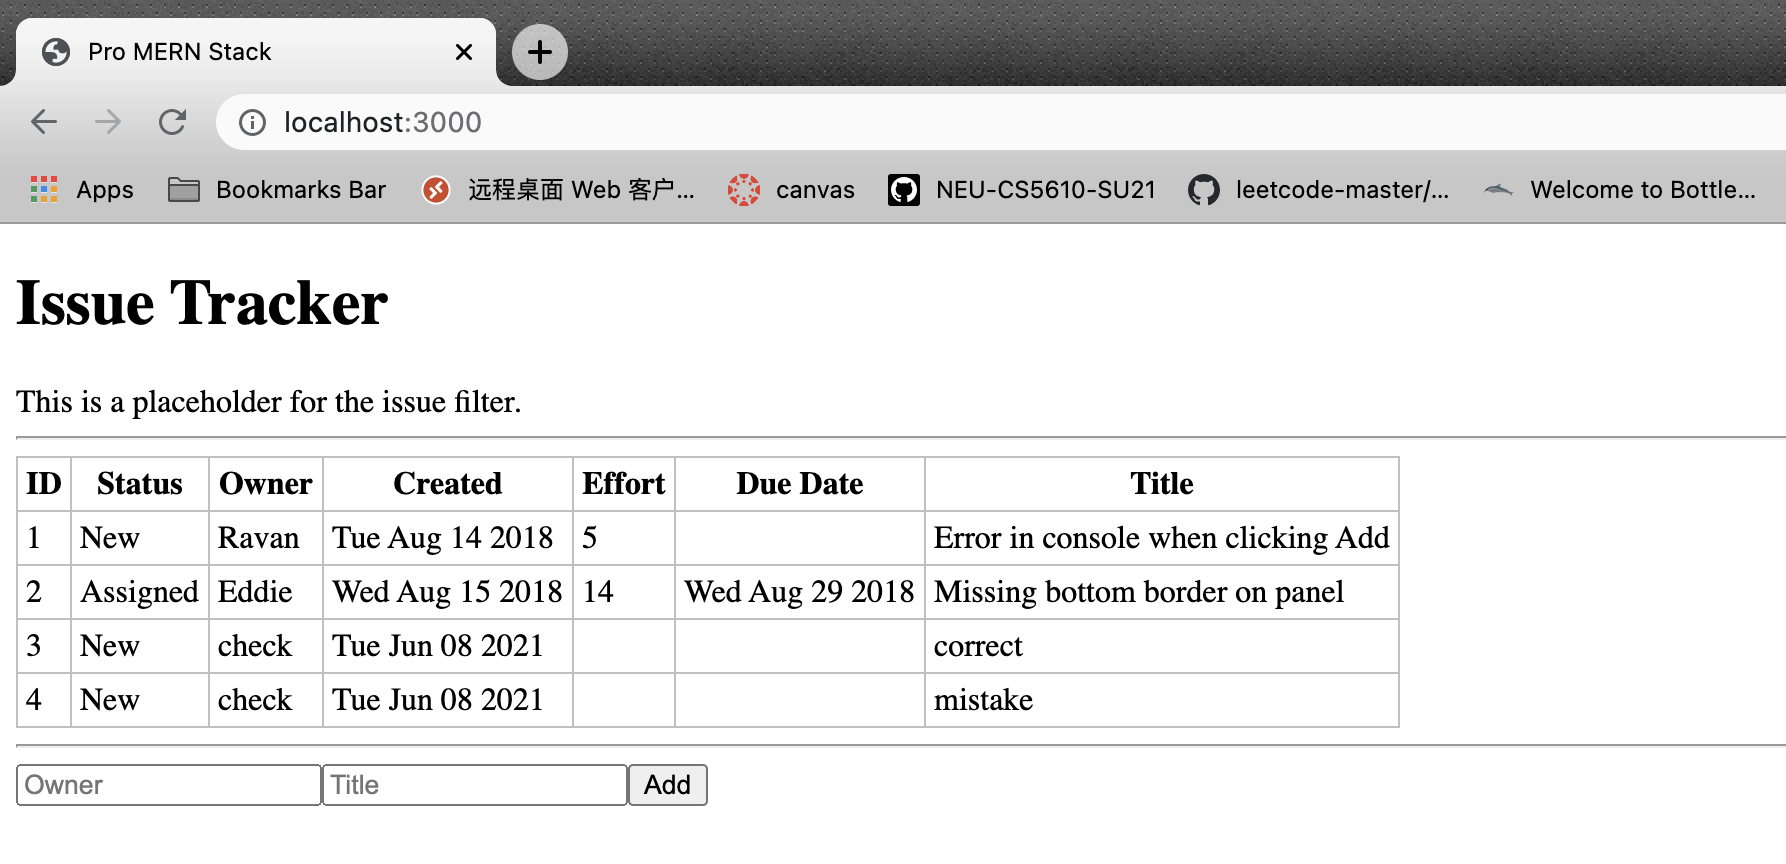 Pro MERN Stack
localhost:3000
Apps Bookmarks Bar 远程桌面 Web 客户... canvas NEU-CS5610-SU21 leetcode-master/... Welcome to Bottle...
Issue Tracker
This is a placeholder for the issue filter.
ID Status Owner Created Effort Due Date Title
1 New Ravan Tue Aug 14 2018 5 Error in console when clicking Add
2 Assigned Eddie Wed Aug 15 2018 14 Wed Aug 29 2018 Missing bottom border on panel
3 New check Tue Jun 08 2021 correct
4 New check Tue Jun 08 2021 mistake
Owner Title Add